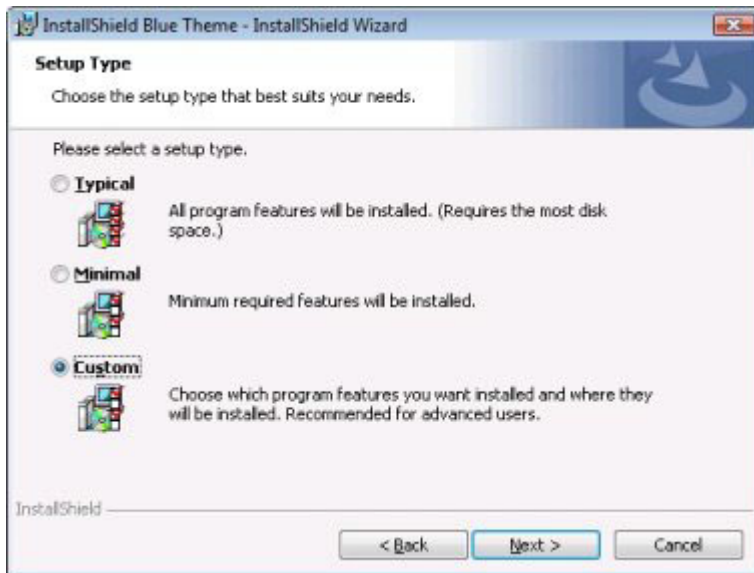 InstallShield Blue Theme - InstallShield Wizard
Setup Type
Choose the setup type that best suits your needs.
Please select a setup type.
Typical
All program features will be installed. (Requires the most disk
space.)
Minimal
Minimum required features will be installed.
Custom
Choose which program features you want installed and where they
will be installed. Recommended for advanced users.
InstallShield
< Back
Next >
Cancel